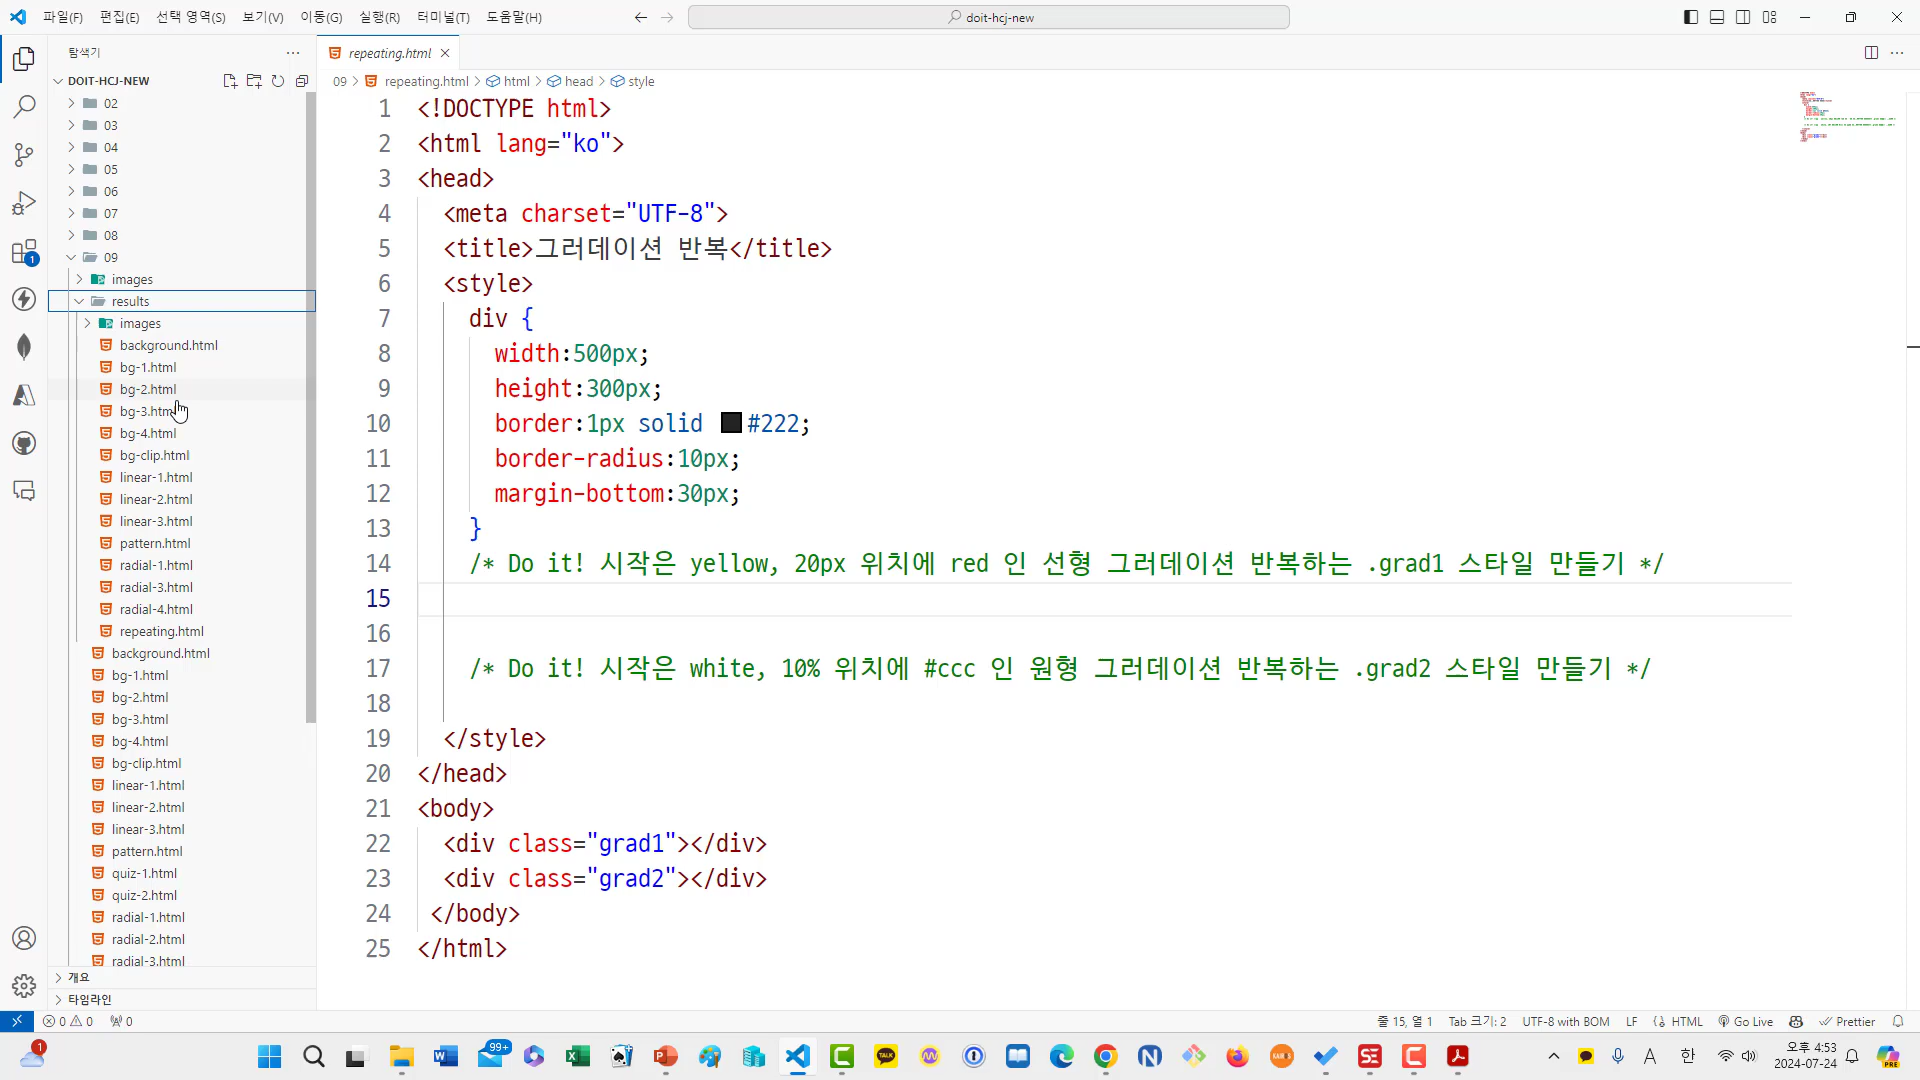 파일(F) 편집(E) 선택 영역(S) 보기(V) 이동(G) 실행(R) 터미널(T) 도움말(H) doit-hcj-new
탐색기
DOIT-HCJ-NEW
02
03
04
05
06
07
08
09
images
results
images
background.html
bg-1.html
bg-2.html
bg-3.html
bg-4.html
bg-clip.html
linear-1.html
linear-2.html
linear-3.html
pattern.html
radial-1.html
radial-3.html
radial-4.html
repeating.html
background.html
bg-1.html
bg-2.html
bg-3.html
bg-4.html
bg-clip.html
linear-1.html
linear-2.html
linear-3.html
pattern.html
quiz-1.html
quiz-2.html
radial-1.html
radial-2.html
radial-3.html
개요
타임라인
repeating.html
09 > repeating.html > html > head > style
1 <!DOCTYPE html>
2 <html lang="ko">
3 <head>
4 <meta charset="UTF-8">
5 <title>그러데이션 반복</title>
6 <style>
7 div {
8 width:500px;
9 height:300px;
10 border:1px solid #222;
11 border-radius:10px;
12 margin-bottom:30px;
13 }
14 /* Do it! 시작은 yellow, 20px 위치에 red 인 선형 그러데이션 반복하는 .grad1 스타일 만들기 */
15
16
17 /* Do it! 시작은 white, 10% 위치에 #ccc 인 원형 그러데이션 반복하는 .grad2 스타일 만들기 */
18
19 </style>
20 </head>
21 <body>
22 <div class="grad1"></div>
23 <div class="grad2"></div>
24 </body>
25 </html>
0 0 0 줄 15, 열 1 Tab 크기: 2 UTF-8 with BOM LF HTML Go Live Prettier
1 99+ A 한 오후 4:53
2024-07-24